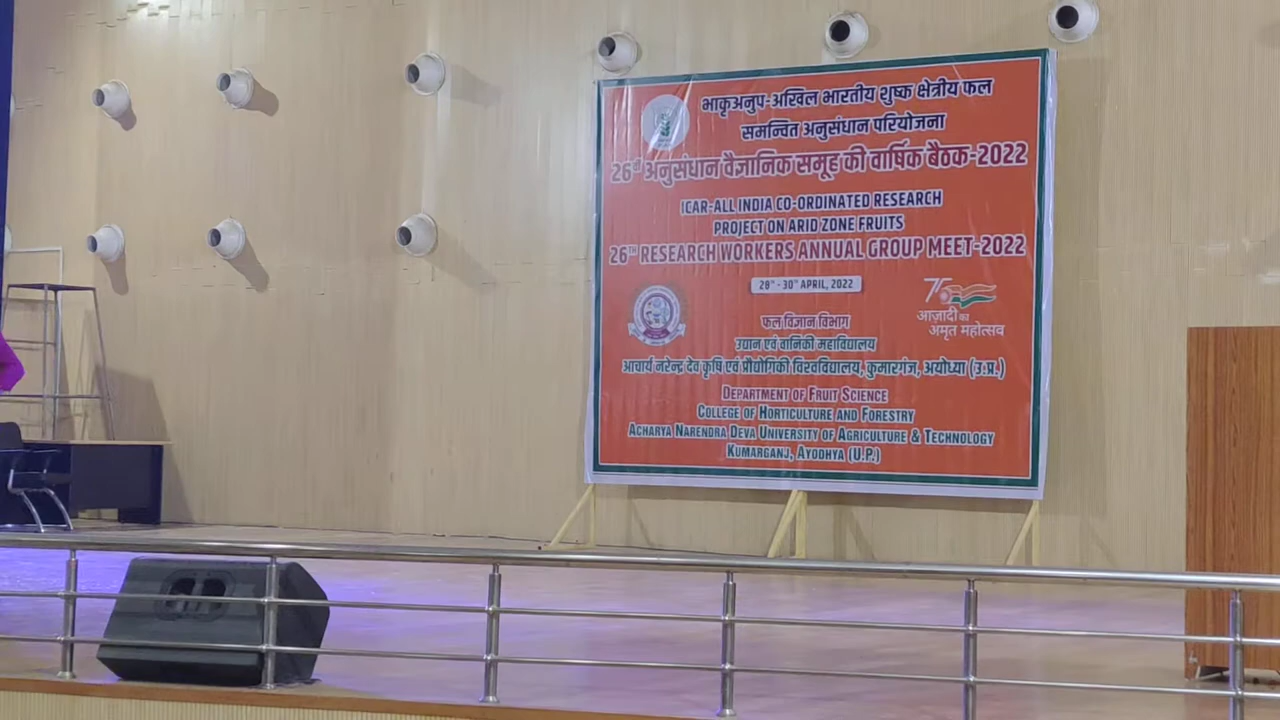 भाकृअनुप-अखिल भारतीय शुष्क क्षेत्रीय फल
समन्वित अनुसंधान परियोजना
26वीं अनुसंधान वैज्ञानिक समूह की वार्षिक बैठक-2022
ICAR-ALL INDIA CO-ORDINATED RESEARCH
PROJECT ON ARID ZONE FRUITS
26TH RESEARCH WORKERS ANNUAL GROUP MEET-2022
28TH - 30TH APRIL, 2022
75
आज़ादी का
अमृत महोत्सव
फल विज्ञान विभाग
उद्यान एवं वानिकी महाविद्यालय
आचार्य नरेन्द्र देव कृषि एवं प्रौद्योगिकी विश्वविद्यालय, कुमारगंज, अयोध्या (उ.प्र.)
DEPARTMENT OF FRUIT SCIENCE
COLLEGE OF HORTICULTURE AND FORESTRY
ACHARYA NARENDRA DEVA UNIVERSITY OF AGRICULTURE & TECHNOLOGY
KUMARGANJ, AYODHYA (U.P.)